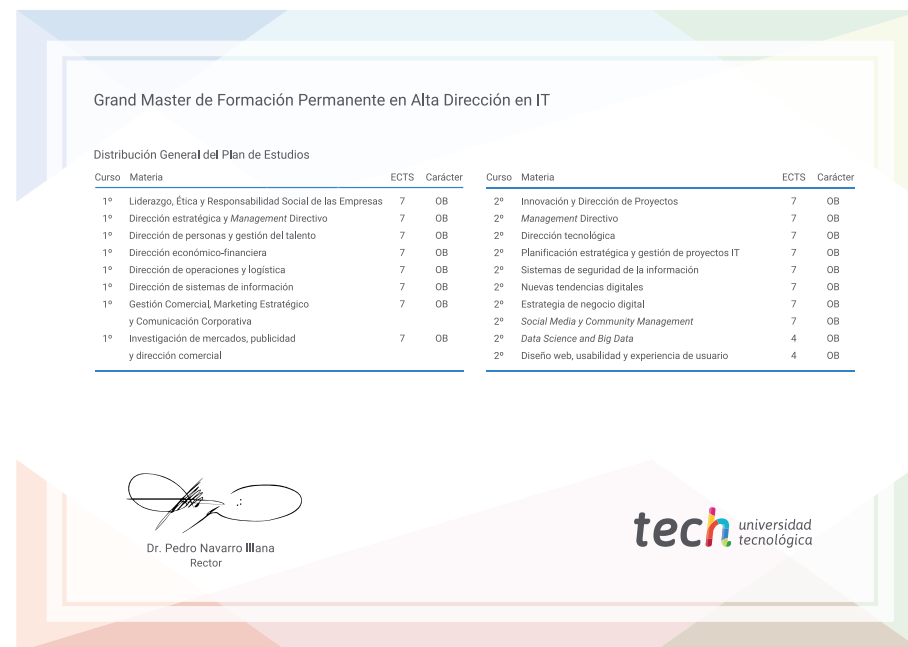 Grand Master de Formación Permanente en Alta Dirección en IT
Distribución General del Plan de Estudios
Curso Materia ECTS Carácter
1º Liderazgo, Ética y Responsabilidad Social de las Empresas 7 OB
1º Dirección estratégica y Management Directivo 7 OB
1º Dirección de personas y gestión del talento 7 OB
1º Dirección económico-financiera 7 OB
1º Dirección de operaciones y logística 7 OB
1º Dirección de sistemas de información 7 OB
1º Gestión Comercial, Marketing Estratégico 7 OB
y Comunicación Corporativa
1º Investigación de mercados, publicidad 7 OB
y dirección comercial
Curso Materia ECTS Carácter
2º Innovación y Dirección de Proyectos 7 OB
2º Management Directivo 7 OB
2º Dirección tecnológica 7 OB
2º Planificación estratégica y gestión de proyectos IT 7 OB
2º Sistemas de seguridad de la información 7 OB
2º Nuevas tendencias digitales 7 OB
2º Estrategia de negocio digital 7 OB
2º Social Media y Community Management 7 OB
2º Data Science and Big Data 4 OB
2º Diseño web, usabilidad y experiencia de usuario 4 OB
Dr. Pedro Navarro Illana
Rector
tech universidad
tecnológica